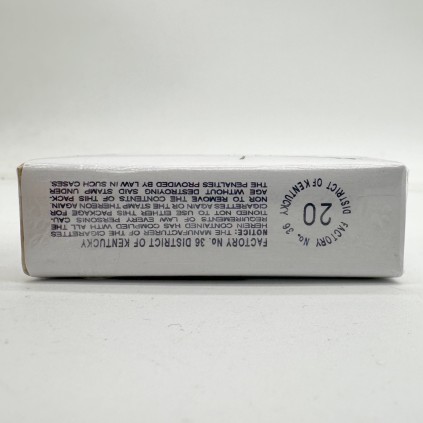 FACTORY No. 36
20
DISTRICT OF KENTUCKY
FACTORY No. 36 DISTRICT OF KENTUCKY
NOTICE: THE MANUFACTURER OF THE CIGARETTES
HEREIN CONTAINED HAS COMPLIED WITH ALL THE
REQUIREMENTS OF LAW. EVERY PERSON IS CAU-
TIONED NOT TO USE EITHER THIS PACKAGE FOR
CIGARETTES AGAIN OR THE STAMP THEREON AGAIN
NOR TO REMOVE THE CONTENTS OF THIS PACK-
AGE WITHOUT DESTROYING SAID STAMP UNDER
THE PENALTIES PROVIDED BY LAW IN SUCH CASES.